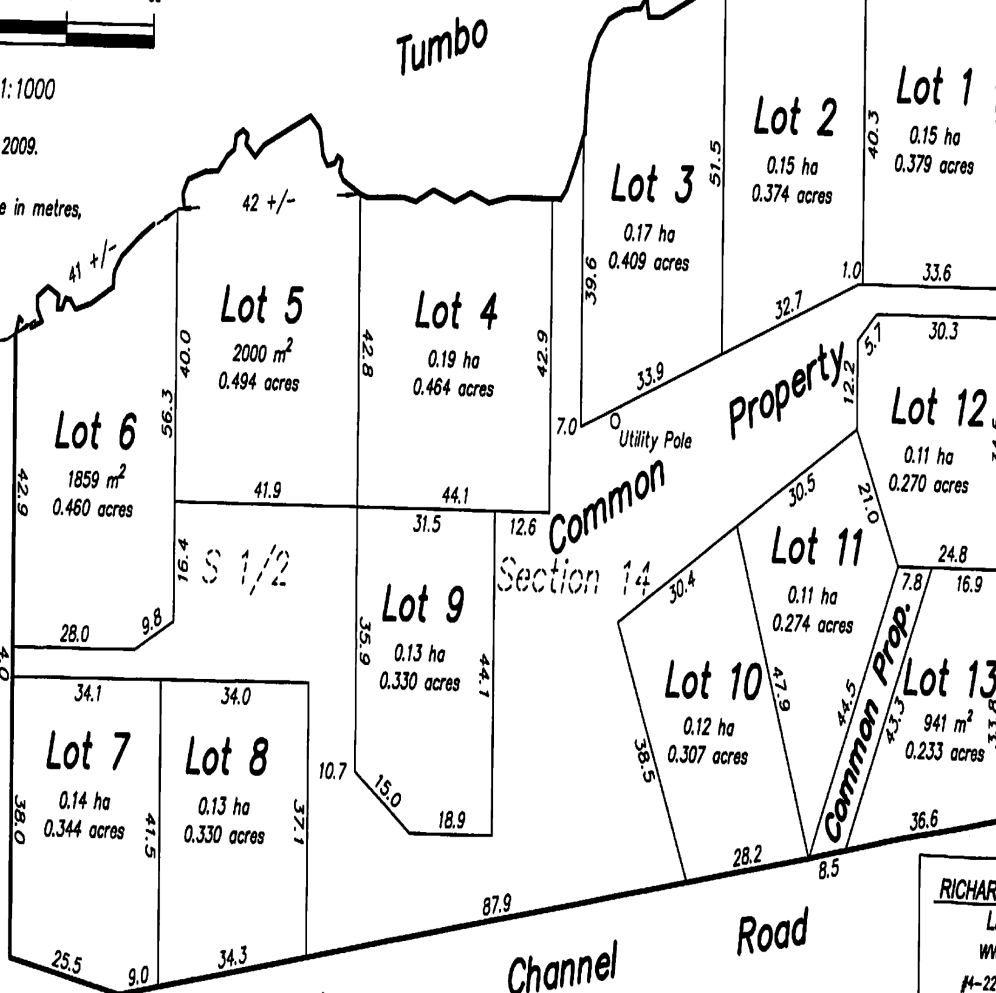 Tumbo
1:1000
2009.
e in metres,
41 +/-
42 +/-
Lot 1
0.15 ha
0.379 acres
40.3
33.6
1.0
Lot 2
0.15 ha
0.374 acres
51.5
32.7
Lot 3
0.17 ha
0.409 acres
39.6
33.9
7.0
Utility Pole
Lot 4
0.19 ha
0.464 acres
42.8
42.6
44.1
Lot 5
2000 m²
0.494 acres
40.0
56.3
41.9
Lot 6
1859 m²
0.460 acres
42.9
16.4
9.8
28.0
4.0
S 1/2
Section 14
Common Property
Lot 7
0.14 ha
0.344 acres
34.1
38.0
41.5
25.5
9.0
Lot 8
0.13 ha
0.330 acres
34.0
37.1
34.3
Lot 9
0.13 ha
0.330 acres
31.5
12.6
35.9
44.1
10.7
15.0
18.9
Lot 10
0.12 ha
0.307 acres
30.4
38.5
47.9
28.2
Lot 11
0.11 ha
0.274 acres
30.5
21.0
44.5
Lot 12
0.11 ha
0.270 acres
5.7
30.3
12.2
24.8
7.8
16.9
Common Prop.
43.3
Lot 13
941 m²
0.233 acres
33.8
36.6
8.5
87.9
Channel Road
RICHAR
L
ww
#4-22